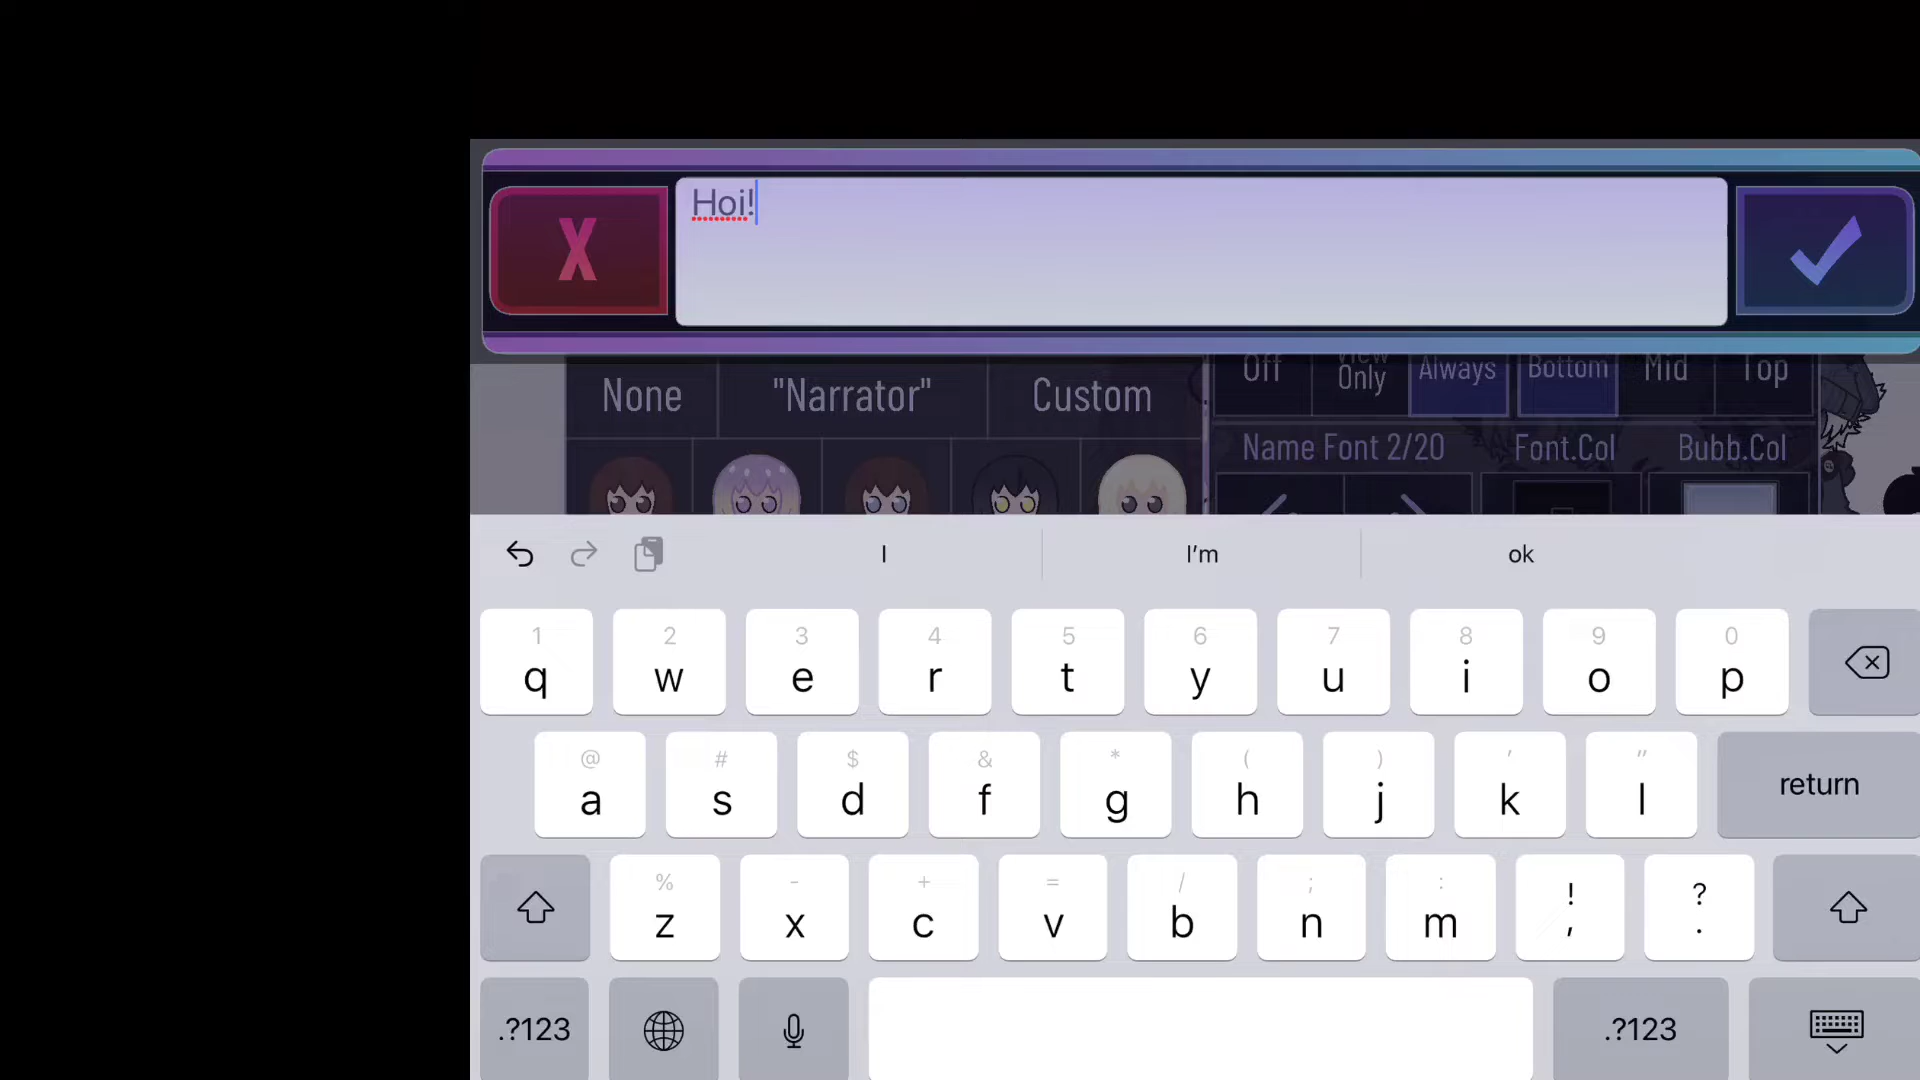 Hoi!
X
Off
View Only
Always
Bottom
Mid
Top
None
"Narrator"
Custom
Name Font 2/20
Font.Col
Bubb.Col
I
I'm
ok
1 2 3 4 5 6 7 8 9 0
q w e r t y u i o p
@ # $ & * ( ) ' "
a s d f g h j k l
return
% - + = / ; : ! ?
z x c v b n m , .
.?123
.?123